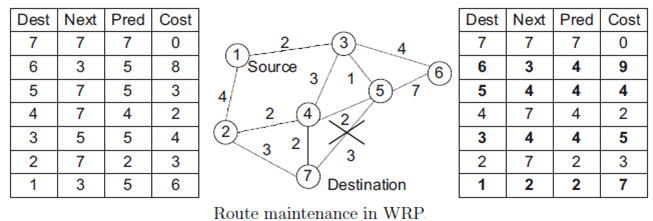 Dest Next Pred Cost
7 7 7 0
6 3 5 8
5 7 5 3
4 7 4 2
3 5 5 4
2 7 2 3
1 3 5 6
1 2 3 4 6
Source
3 1 5 7
4 2 4 2
2 3 2 3
7 Destination
Dest Next Pred Cost
7 7 7 0
6 3 4 9
5 4 4 4
4 7 4 2
3 4 4 5
2 7 2 3
1 2 2 7
Route maintenance in WRP